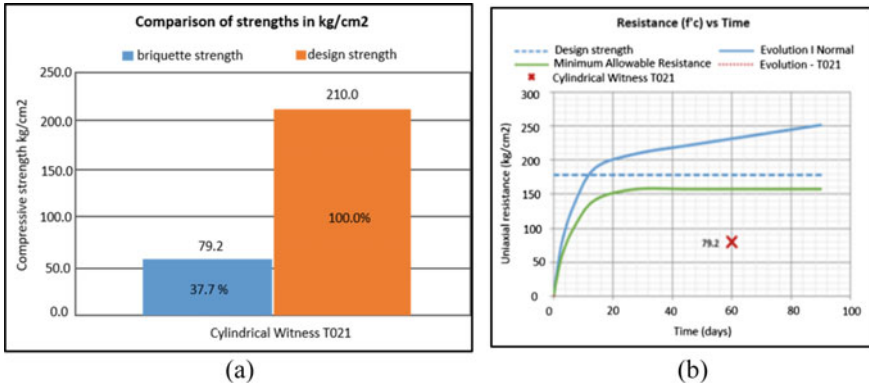 Comparison of strengths in kg/cm2
briquette strength
design strength
Compressive strength kg/cm2
250.0
200.0
150.0
100.0
50.0
0.0
79.2
37.7 %
210.0
100.0%
Cylindrical Witness T021
(a)
Resistance (f'c) vs Time
Design strength
Evolution I Normal
Minimum Allowable Resistance
Evolution - T021
Cylindrical Witness T021
Uniaxial resistance (kg/cm2)
300
250
200
150
100
50
0
79.2
0 20 40 60 80 100
Time (days)
(b)